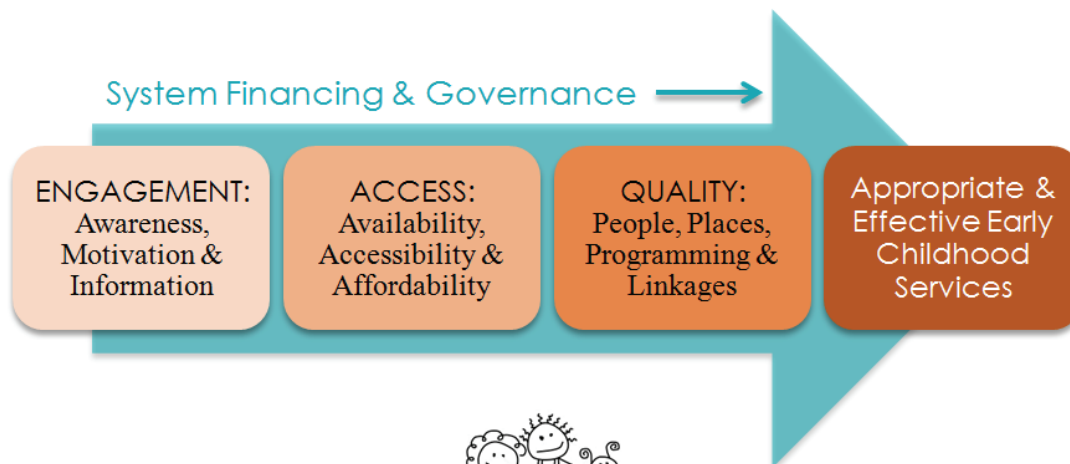 System Financing & Governance
ENGAGEMENT:
Awareness,
Motivation &
Information
ACCESS:
Availability,
Accessibility &
Affordability
QUALITY:
People, Places,
Programming &
Linkages
Appropriate &
Effective Early
Childhood
Services